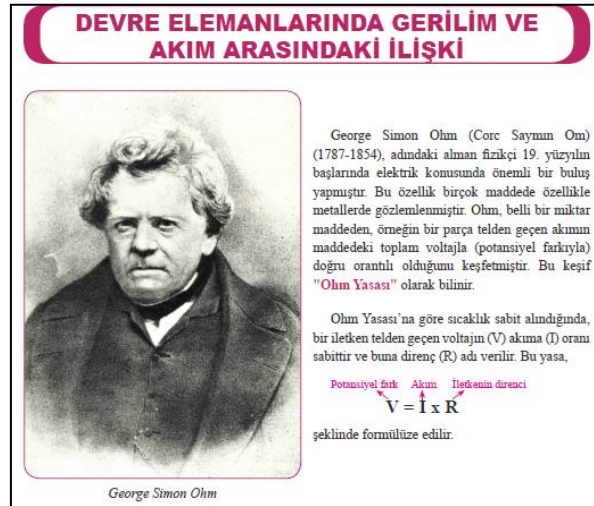 DEVRE ELEMANLARINDA GERİLİM VE
AKIM ARASINDAKİ İLİŞKİ
George Simon Ohm (Corc Saymın Om)
(1787-1854), adındaki alman fizikçi 19. yüzyılın
başlarında elektrik konusunda önemli bir buluş
yapmıştır. Bu özellik birçok maddede özellikle
metallerde gözlemlenmiştir. Ohm, belli bir miktar
maddeden, örneğin bir parça telden geçen akımın
maddedeki toplam voltajla (potansiyel farkıyla)
doğru orantılı olduğunu keşfetmiştir. Bu keşif
"Ohm Yasası" olarak bilinir.
Ohm Yasası’na göre sıcaklık sabit alındığında,
bir iletken telden geçen voltajın (V) akıma (I) oranı
sabittir ve buna direnç (R) adı verilir. Bu yasa,
Potansiyel fark Akım İletkenin direnci
V = I x R
şeklinde formülüze edilir.
George Simon Ohm